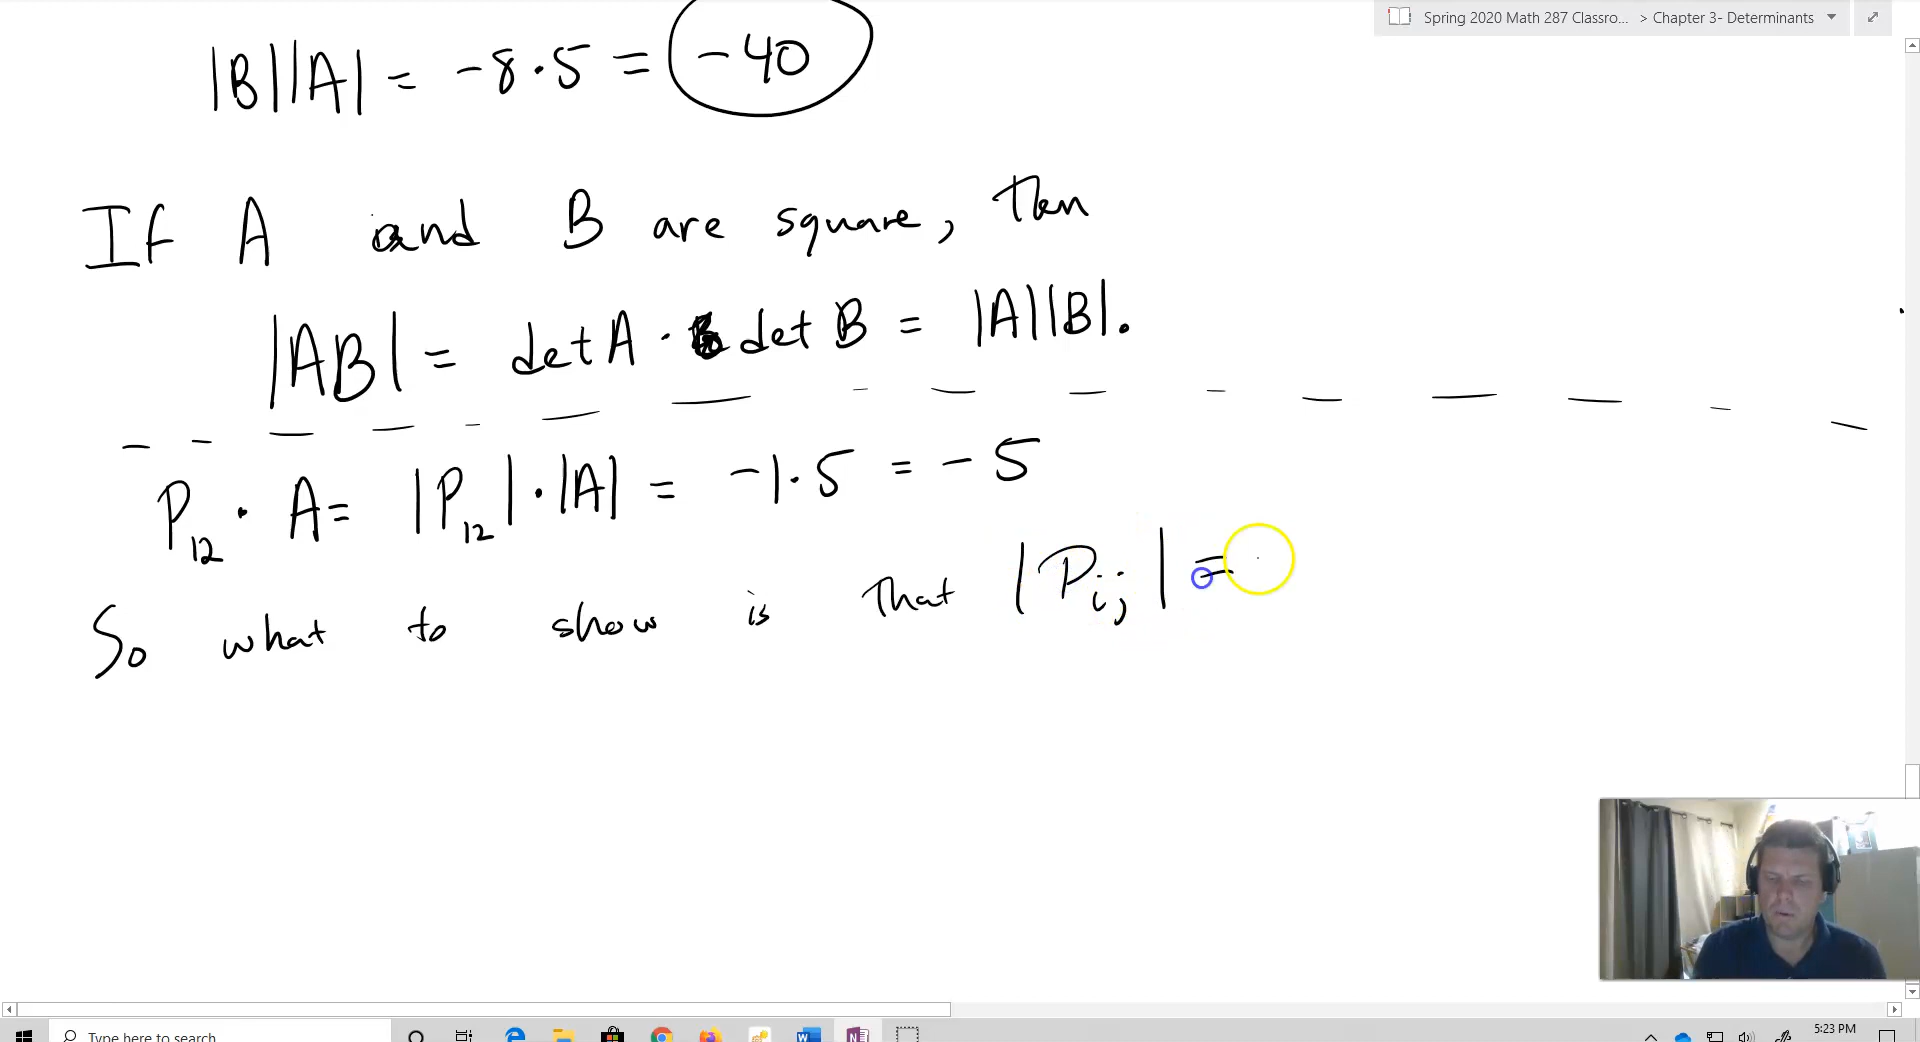 Spring 2020 Math 287 Classro... > Chapter 3- Determinants
|B||A| = -8·5 = -40
If A and B are square, then
|AB| = det A · det B = |A||B|.
P₁₂ · A = |P₁₂|·|A| = -1·5 = -5
So what to show is that |Pᵢⱼ| =
Type here to search
5:23 PM